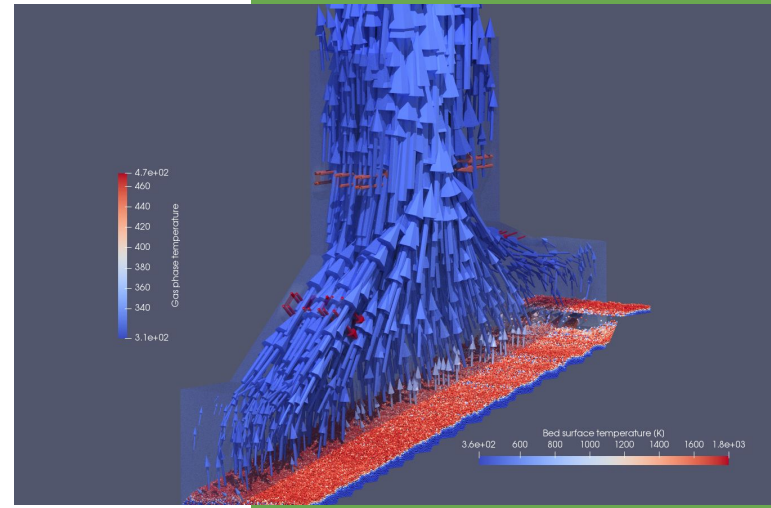 4.7e+02
460
440
420
400
380
360
340
3.1e+02
Gas phase temperature
Bed surface temperature (K)
3.6e+02 600 800 1000 1200 1400 1600 1.8e+03